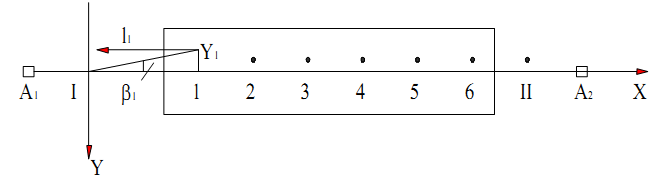 l₁ Y₁
A₁ I β₁ 1 2 3 4 5 6 II A₂ X
Y